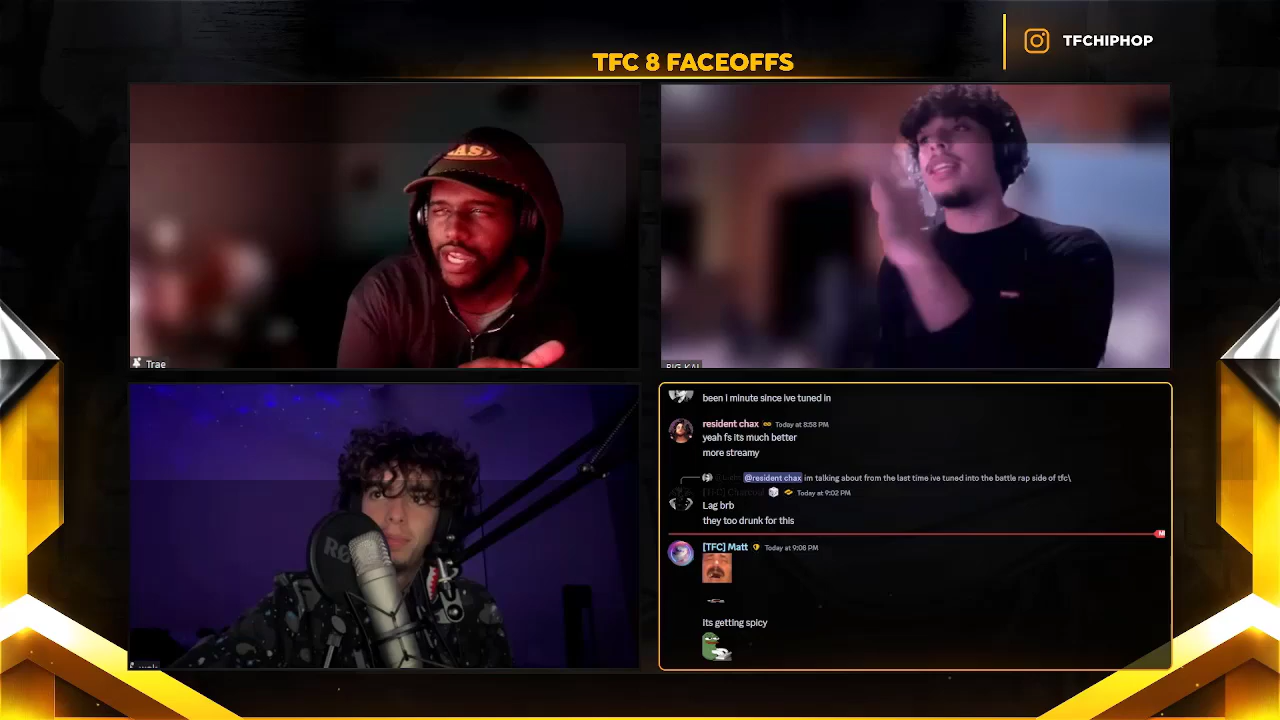 TFCHIPHOP
TFC 8 FACEOFFS
Trae
BIG KAI
RØ
been i minute since ive tuned in
resident chax Today at 8:58 PM
yeah fs its much better
more streamy
@resident chax im talking about from the last time ive tuned into the battle rap side of tfc\
Today at 9:02 PM
Lag brb
they too drunk for this
[TFC] Matt Today at 9:08 PM
its getting spicy